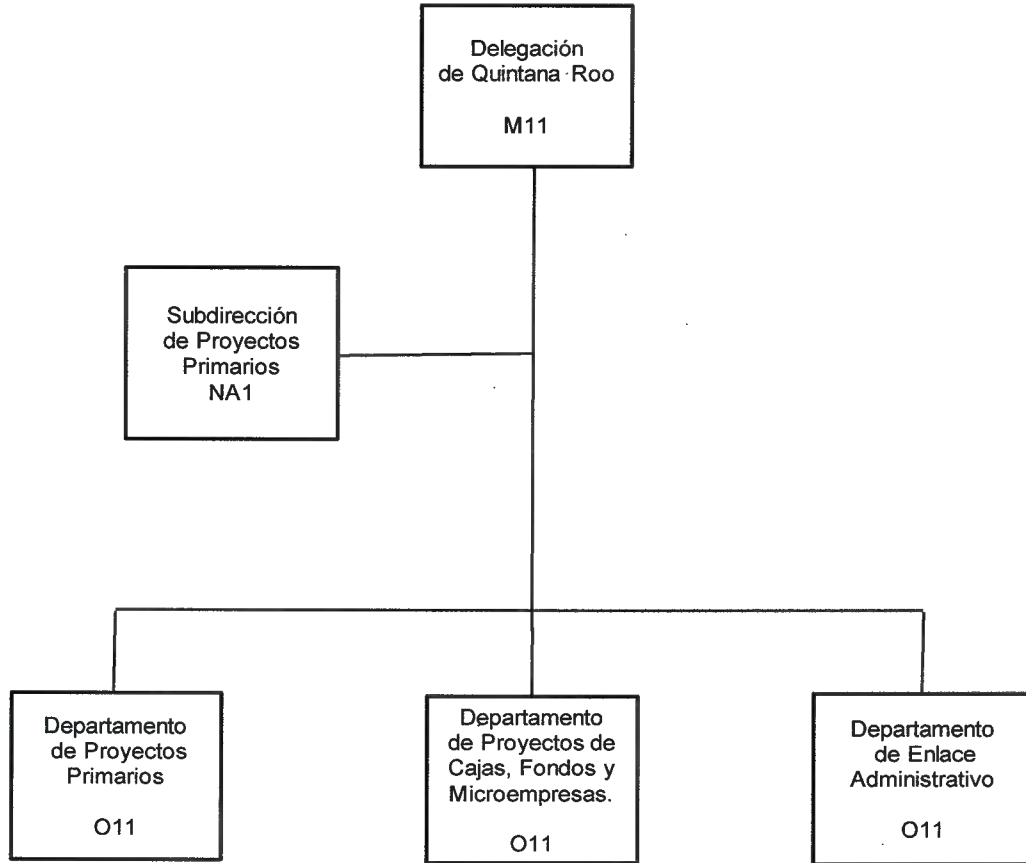 Delegación
de Quintana Roo
M11
Subdirección
de Proyectos
Primarios
NA1
Departamento
de Proyectos
Primarios
O11
Departamento
de Proyectos de
Cajas, Fondos y
Microempresas.
O11
Departamento
de Enlace
Administrativo
O11